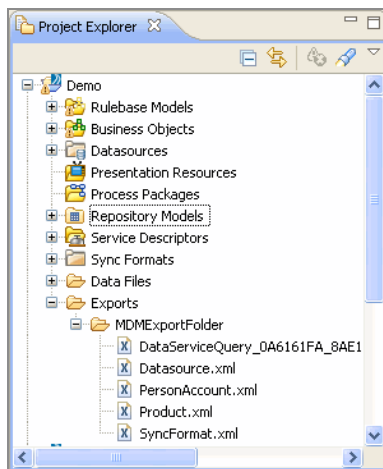 Project Explorer
Demo
Rulebase Models
Business Objects
Datasources
Presentation Resources
Process Packages
Repository Models
Service Descriptors
Sync Formats
Data Files
Exports
MDMExportFolder
DataServiceQuery_0A6161FA_8AE1
Datasource.xml
PersonAccount.xml
Product.xml
SyncFormat.xml